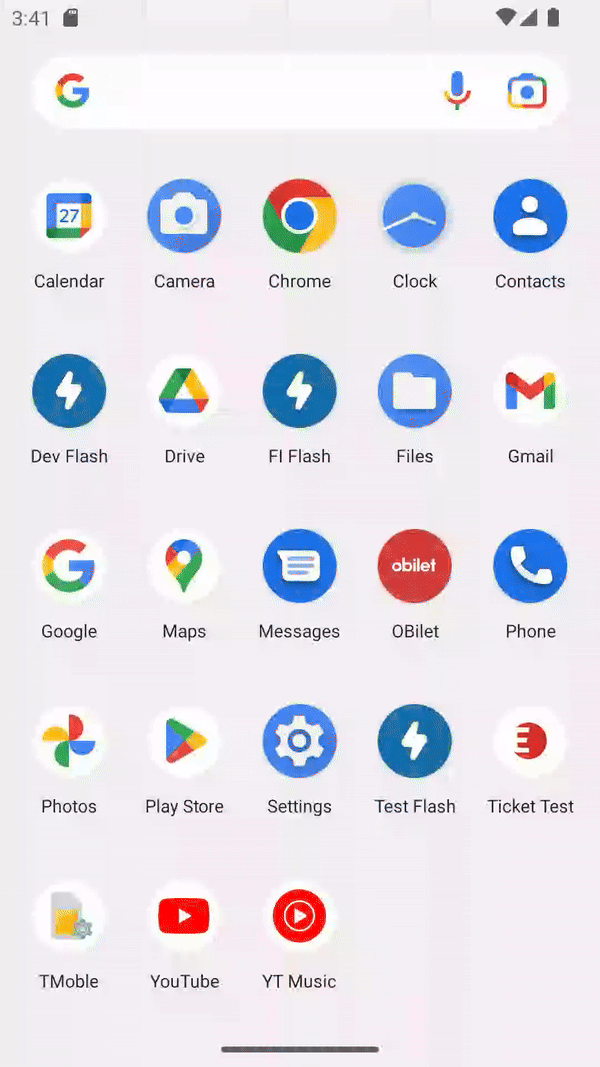 3:41
27
Calendar
Camera
Chrome
Clock
Contacts
Dev Flash
Drive
FI Flash
Files
Gmail
Google
Maps
Messages
obilet
OBilet
Phone
Photos
Play Store
Settings
Test Flash
Ticket Test
TMoble
YouTube
YT Music